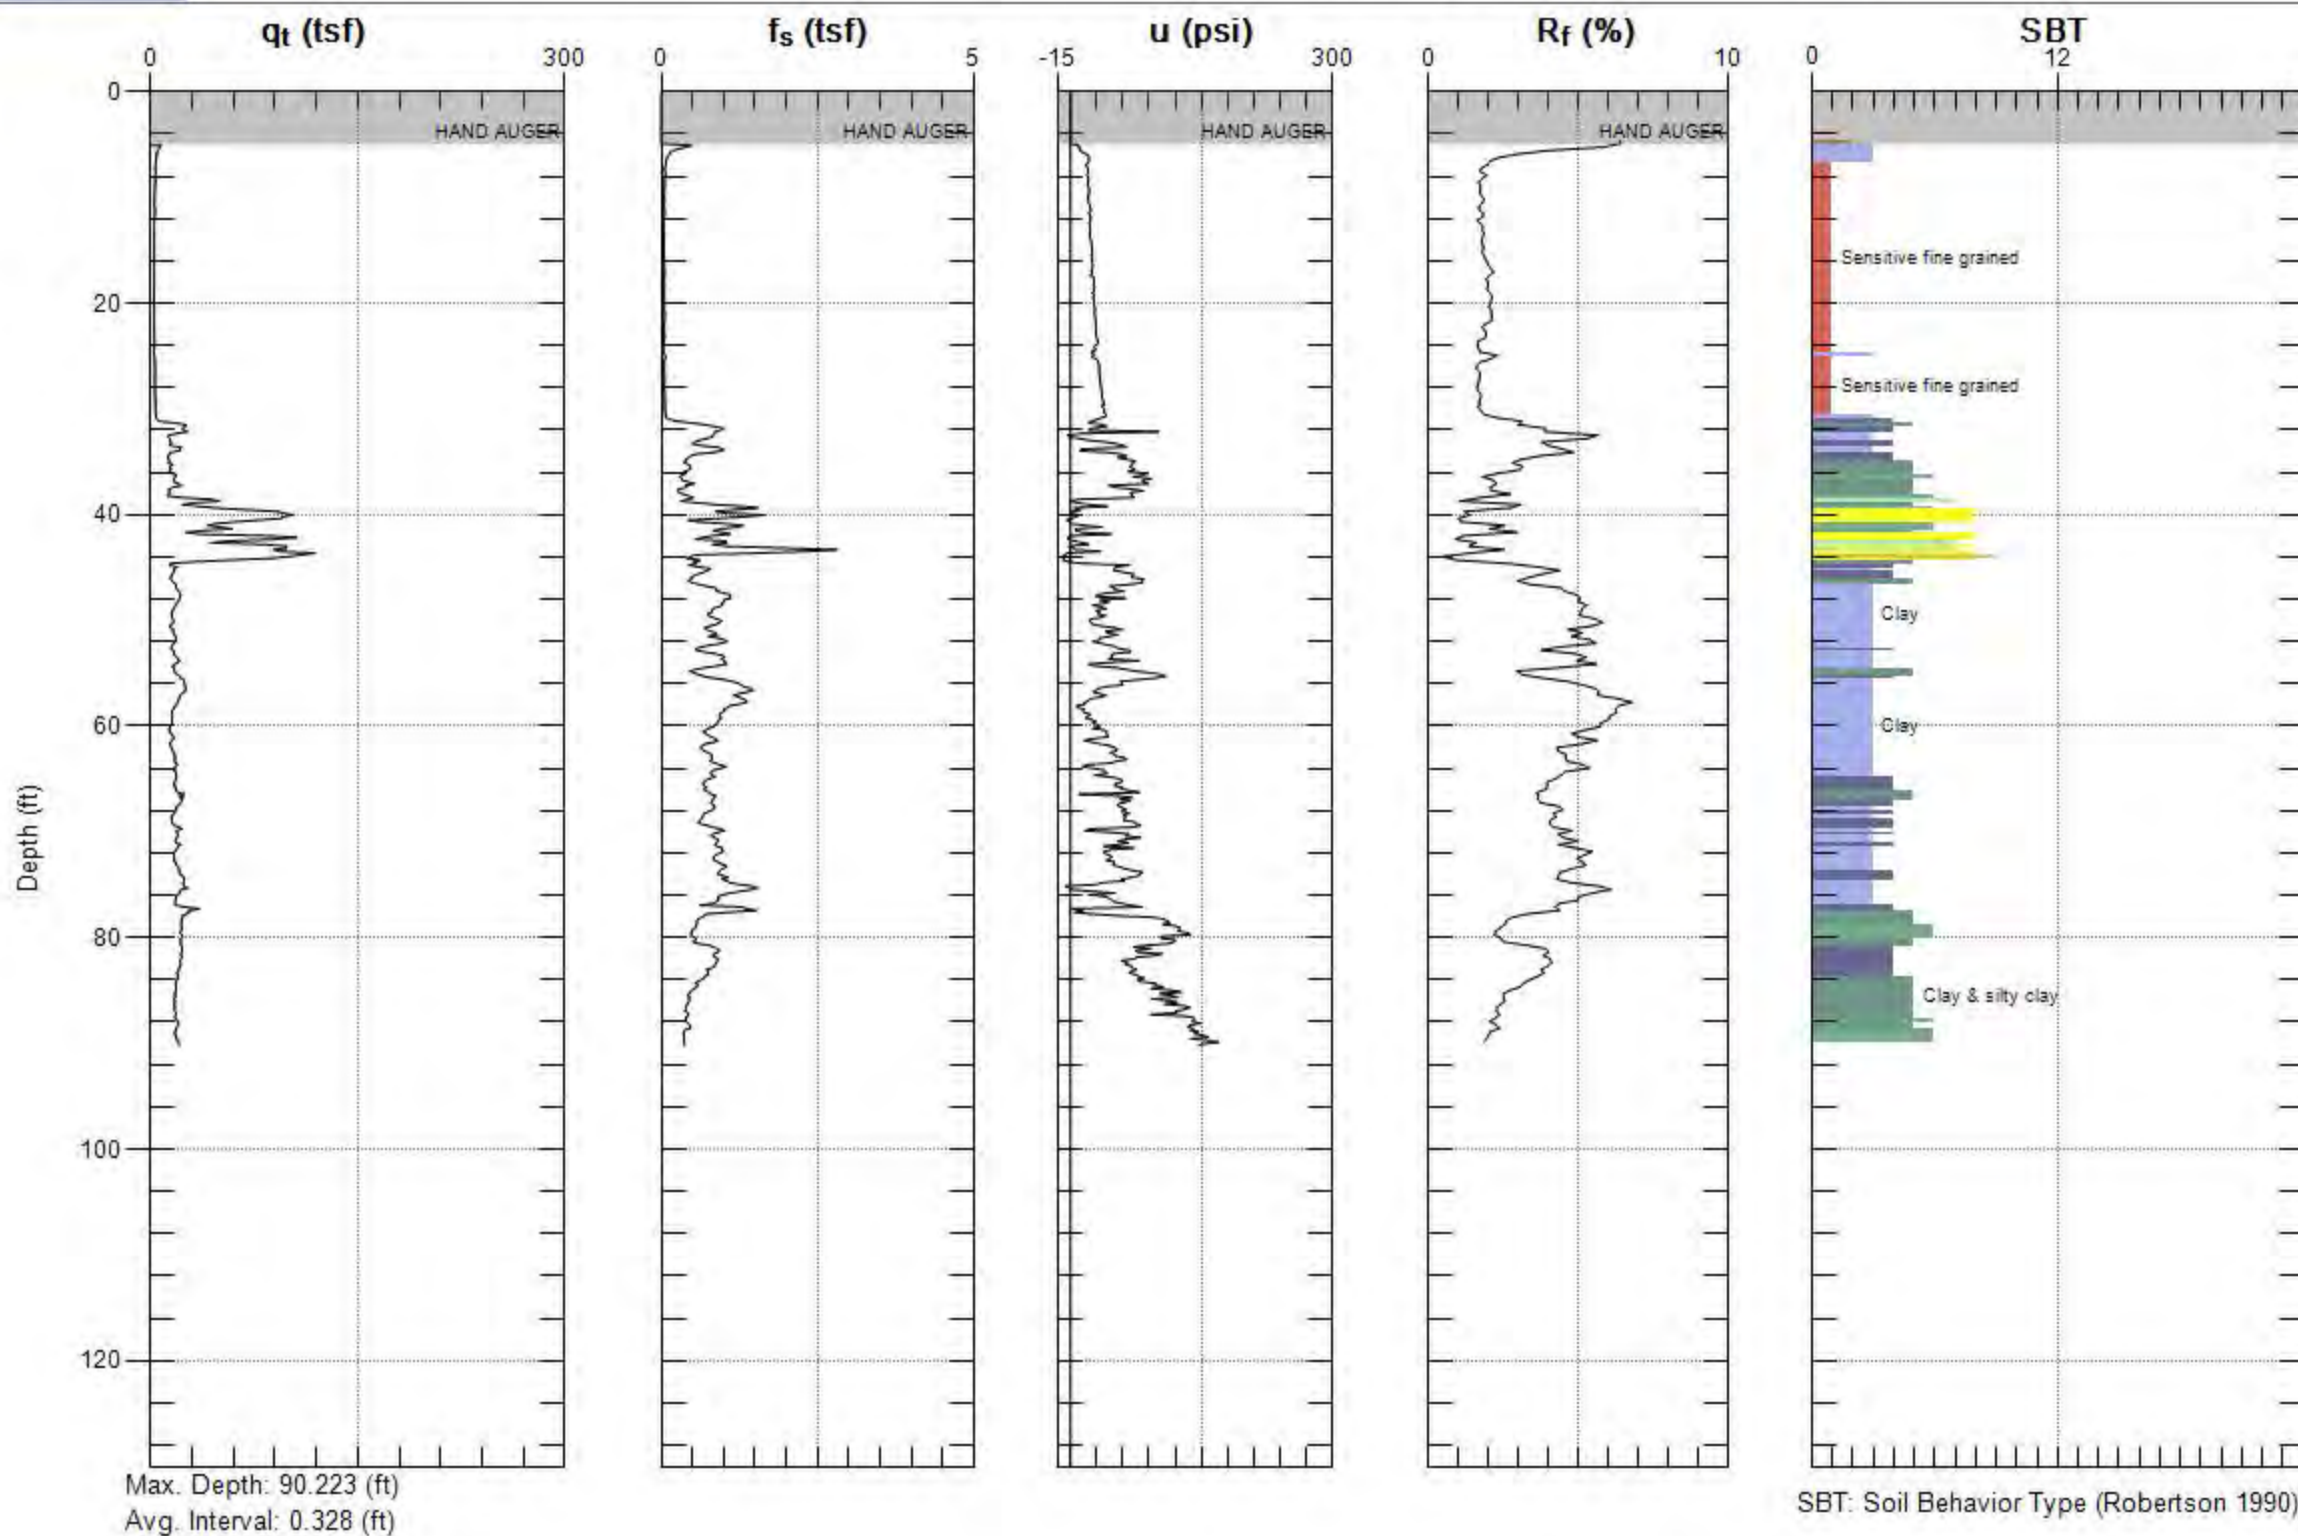 qt (tsf) fs (tsf) u (psi) Rf (%) SBT
0 300 0 5 -15 300 0 10 0 12
0
HAND AUGER HAND AUGER HAND AUGER HAND AUGER
Sensitive fine grained
20
Sensitive fine grained
40
Clay
60
Clay
Depth (ft)
80
Clay & silty clay
100
120
Max. Depth: 90.223 (ft)
Avg. Interval: 0.328 (ft)
SBT: Soil Behavior Type (Robertson 1990)